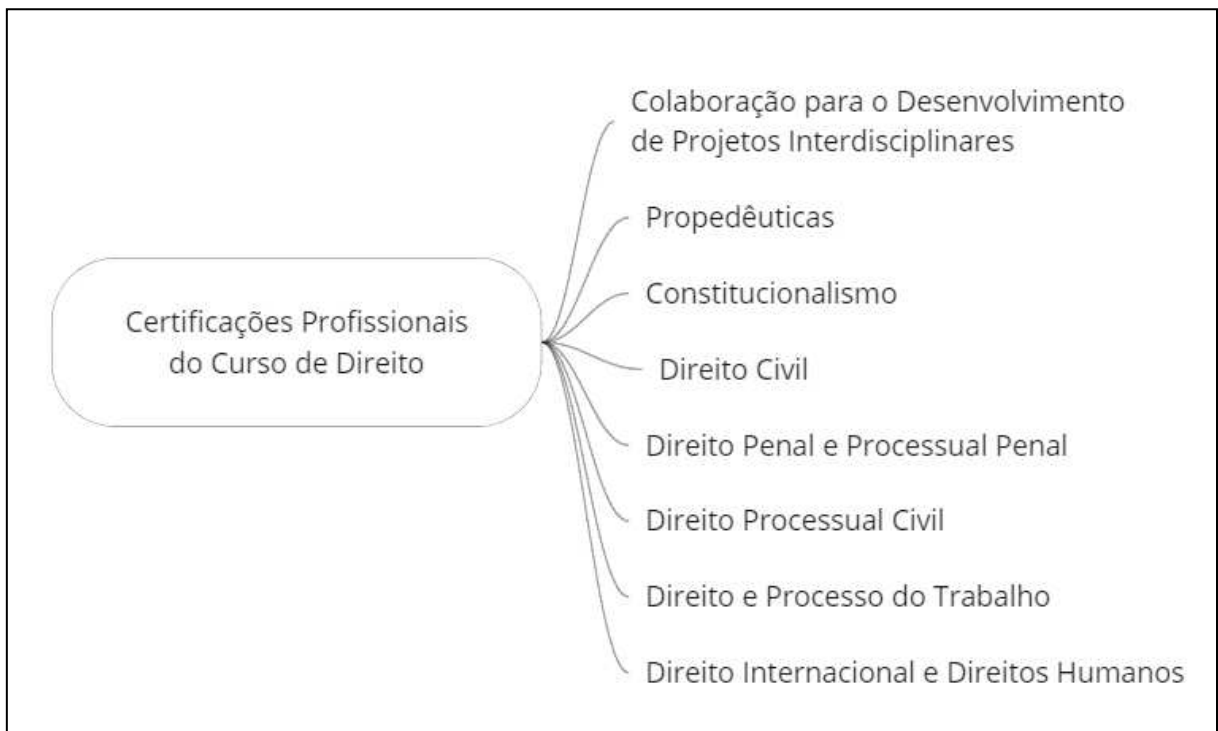 Colaboração para o Desenvolvimento
de Projetos Interdisciplinares
Propedêuticas
Constitucionalismo
Certificações Profissionais
do Curso de Direito
Direito Civil
Direito Penal e Processual Penal
Direito Processual Civil
Direito e Processo do Trabalho
Direito Internacional e Direitos Humanos